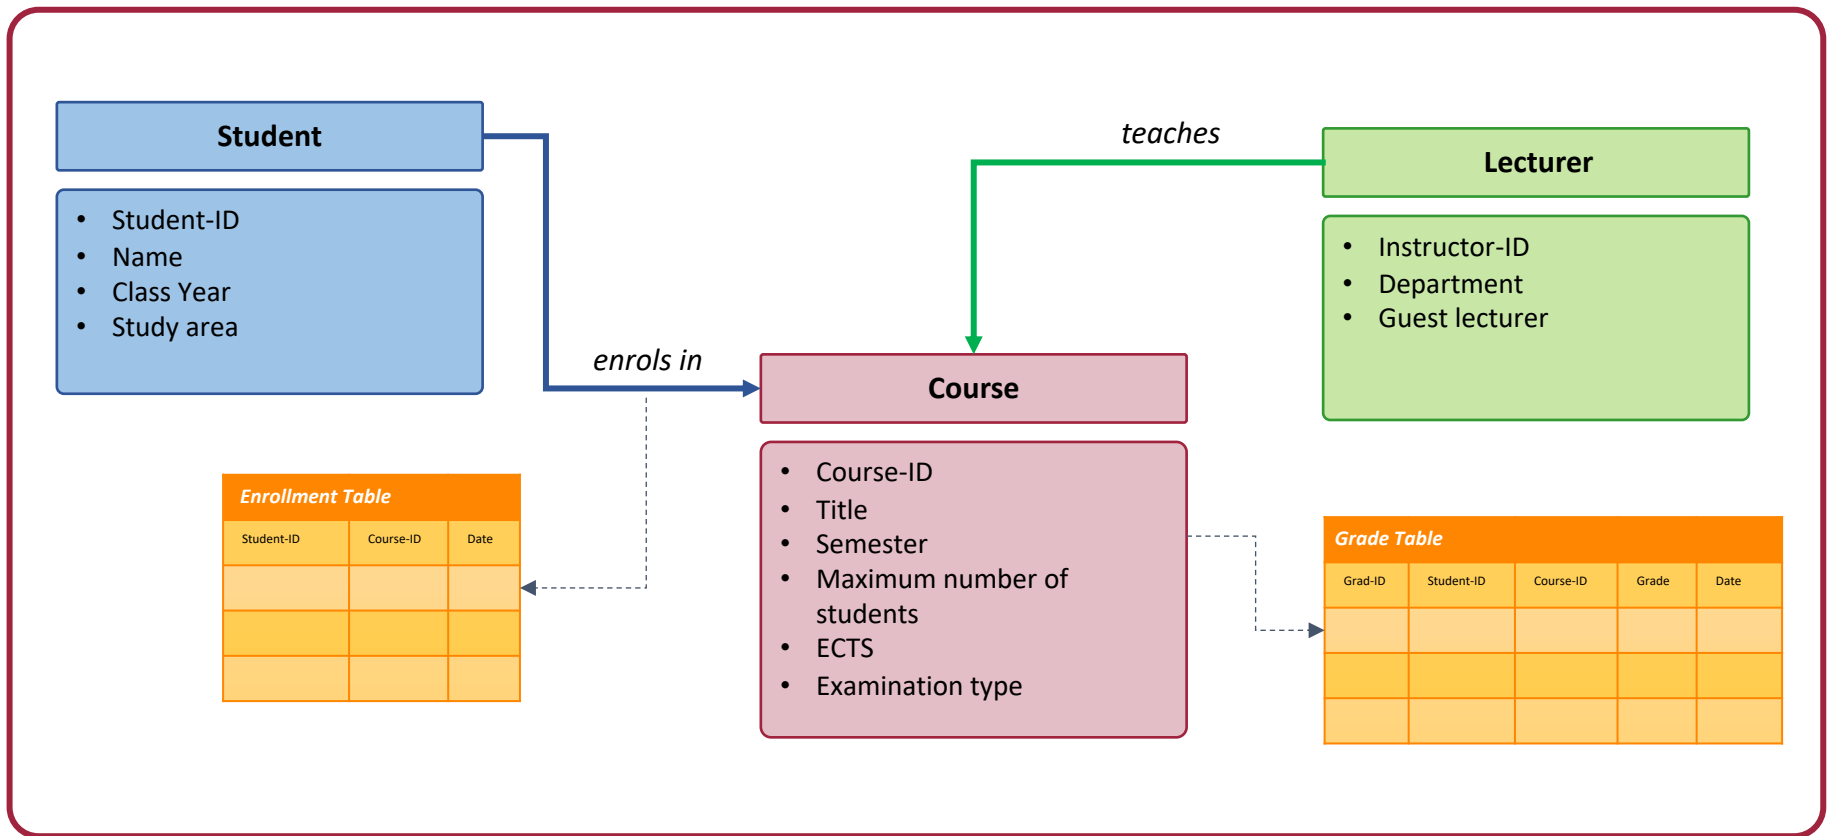 Student
• Student-ID
• Name
• Class Year
• Study area
enrols in
teaches
Lecturer
• Instructor-ID
• Department
• Guest lecturer
Course
• Course-ID
• Title
• Semester
• Maximum number of
students
• ECTS
• Examination type
Enrollment Table
Student-ID Course-ID Date
Grade Table
Grad-ID Student-ID Course-ID Grade Date